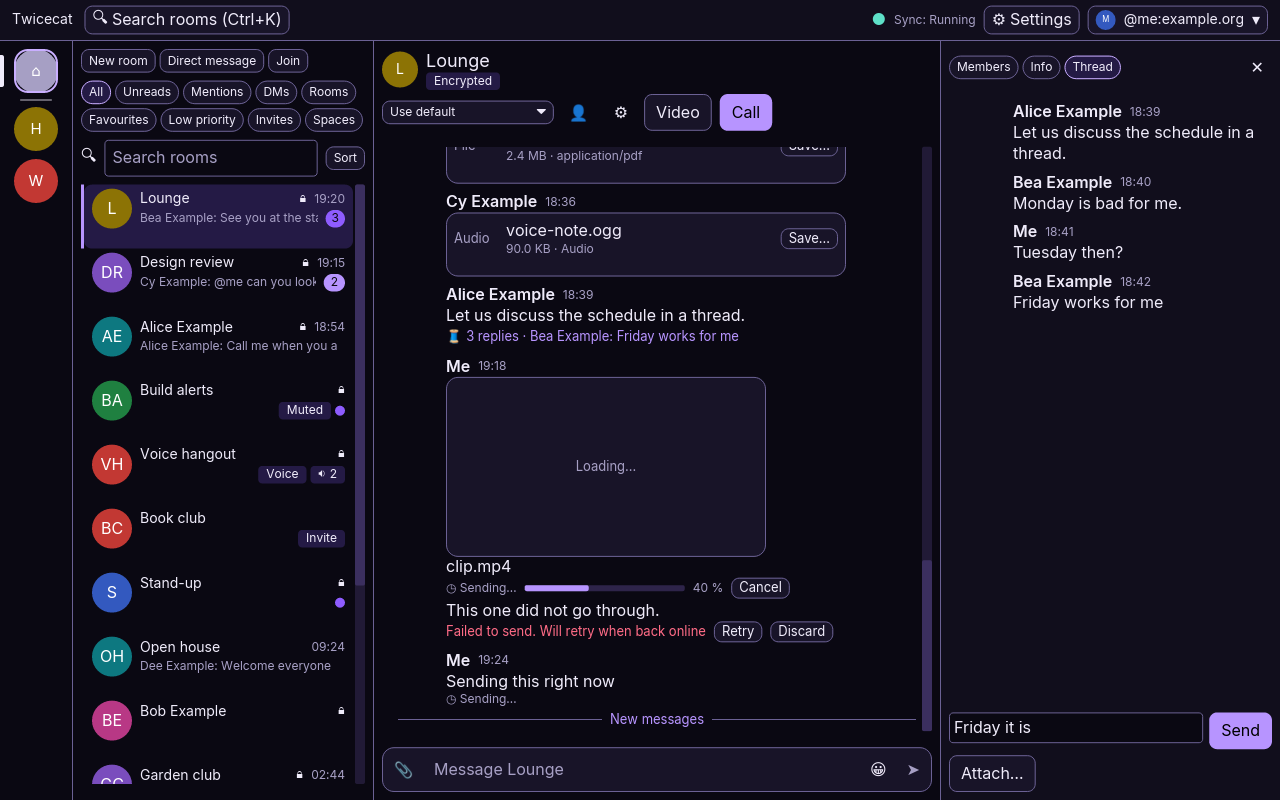 Twicecat
Search rooms (Ctrl+K)
Sync: Running
Settings
M
@me:example.org
H
W
New room
Direct message
Join
All
Unreads
Mentions
DMs
Rooms
Favourites
Low priority
Invites
Spaces
Search rooms
Sort
L
Lounge
19:20
Bea Example: See you at the sta
3
DR
Design review
19:15
Cy Example: @me can you look
2
AE
Alice Example
18:54
Alice Example: Call me when you a
BA
Build alerts
Muted
VH
Voice hangout
Voice
2
BC
Book club
Invite
S
Stand-up
OH
Open house
09:24
Dee Example: Welcome everyone
BE
Bob Example
Garden club
02:44
L
Lounge
Encrypted
Use default
Video
Call
2.4 MB · application/pdf
Cy Example 18:36
Audio
voice-note.ogg
90.0 KB · Audio
Save...
Alice Example 18:39
Let us discuss the schedule in a thread.
3 replies · Bea Example: Friday works for me
Me 19:18
Loading...
clip.mp4
Sending...
40 %
Cancel
This one did not go through.
Failed to send. Will retry when back online
Retry
Discard
Me 19:24
Sending this right now
Sending...
New messages
Message Lounge
Members
Info
Thread
Alice Example 18:39
Let us discuss the schedule in a
thread.
Bea Example 18:40
Monday is bad for me.
Me 18:41
Tuesday then?
Bea Example 18:42
Friday works for me
Friday it is
Send
Attach...